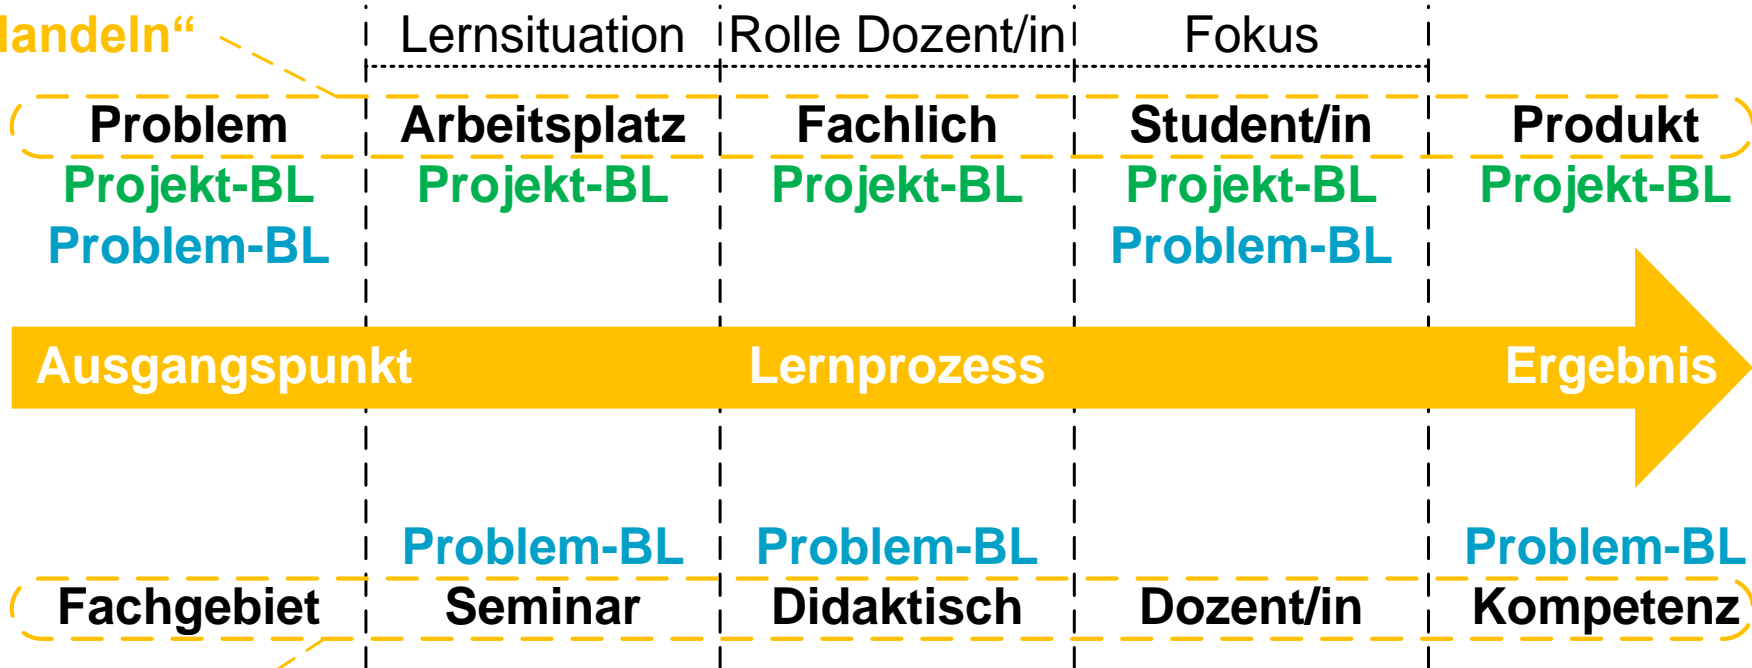 landeln“
Lernsituation Rolle Dozent/in Fokus
Problem Arbeitsplatz Fachlich Student/in Produkt
Projekt-BL Projekt-BL Projekt-BL Projekt-BL Projekt-BL
Problem-BL Problem-BL
Ausgangspunkt Lernprozess Ergebnis
Problem-BL Problem-BL Problem-BL
Fachgebiet Seminar Didaktisch Dozent/in Kompetenz